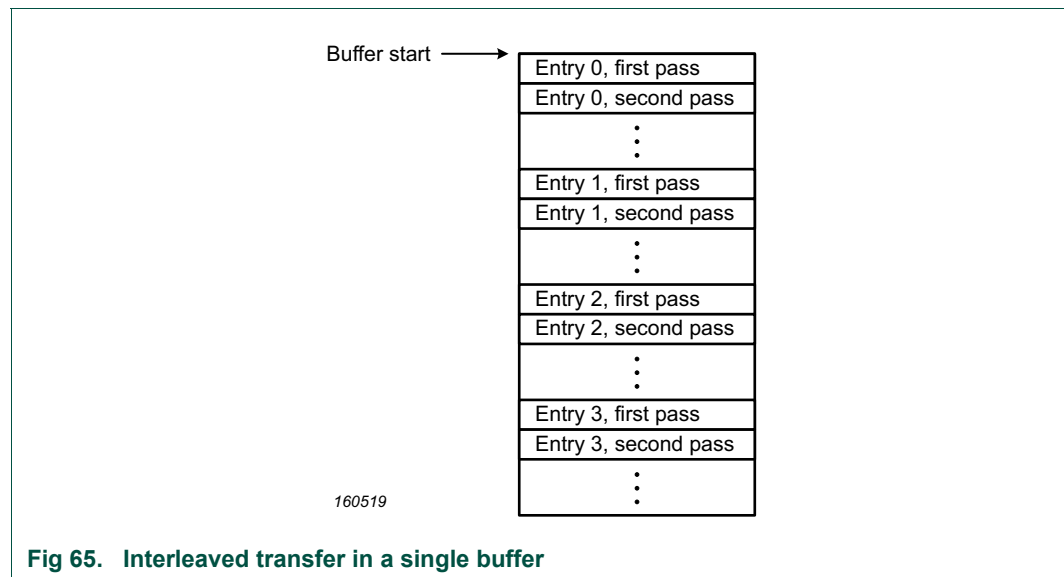 Buffer start
Entry 0, first pass
Entry 0, second pass
Entry 1, first pass
Entry 1, second pass
Entry 2, first pass
Entry 2, second pass
Entry 3, first pass
Entry 3, second pass
160519
Fig 65. Interleaved transfer in a single buffer